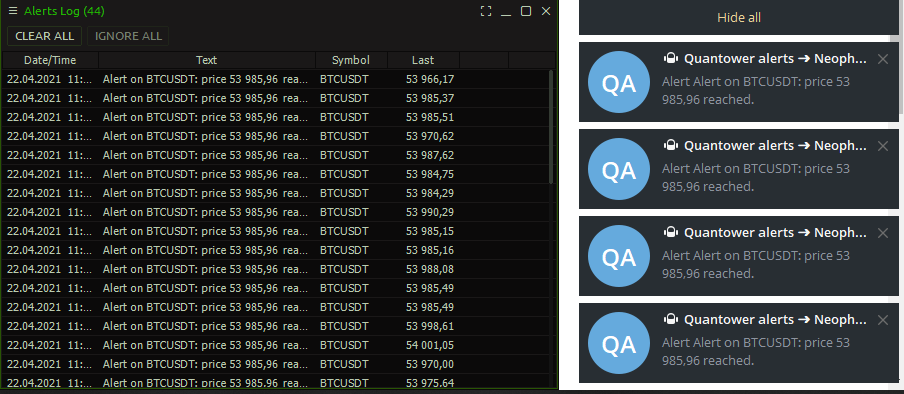 Alerts Log (44)
CLEAR ALL IGNORE ALL
Date/Time Text Symbol Last
22.04.2021 11:... Alert on BTCUSDT: price 53 985,96 rea... BTCUSDT 53 966,17
22.04.2021 11:... Alert on BTCUSDT: price 53 985,96 rea... BTCUSDT 53 985,37
22.04.2021 11:... Alert on BTCUSDT: price 53 985,96 rea... BTCUSDT 53 985,51
22.04.2021 11:... Alert on BTCUSDT: price 53 985,96 rea... BTCUSDT 53 970,62
22.04.2021 11:... Alert on BTCUSDT: price 53 985,96 rea... BTCUSDT 53 987,62
22.04.2021 11:... Alert on BTCUSDT: price 53 985,96 rea... BTCUSDT 53 984,75
22.04.2021 11:... Alert on BTCUSDT: price 53 985,96 rea... BTCUSDT 53 984,29
22.04.2021 11:... Alert on BTCUSDT: price 53 985,96 rea... BTCUSDT 53 990,29
22.04.2021 11:... Alert on BTCUSDT: price 53 985,96 rea... BTCUSDT 53 985,15
22.04.2021 11:... Alert on BTCUSDT: price 53 985,96 rea... BTCUSDT 53 985,16
22.04.2021 11:... Alert on BTCUSDT: price 53 985,96 rea... BTCUSDT 53 988,08
22.04.2021 11:... Alert on BTCUSDT: price 53 985,96 rea... BTCUSDT 53 985,49
22.04.2021 11:... Alert on BTCUSDT: price 53 985,96 rea... BTCUSDT 53 985,49
22.04.2021 11:... Alert on BTCUSDT: price 53 985,96 rea... BTCUSDT 53 998,61
22.04.2021 11:... Alert on BTCUSDT: price 53 985,96 rea... BTCUSDT 54 001,05
22.04.2021 11:... Alert on BTCUSDT: price 53 985,96 rea... BTCUSDT 53 970,00
22.04.2021 11:... Alert on BTCUSDT: price 53 985,96 rea... BTCUSDT 53 975,64
Hide all
QA
Quantower alerts ➔ Neoph...
Alert Alert on BTCUSDT: price 53
985,96 reached.
QA
Quantower alerts ➔ Neoph...
Alert Alert on BTCUSDT: price 53
985,96 reached.
QA
Quantower alerts ➔ Neoph...
Alert Alert on BTCUSDT: price 53
985,96 reached.
QA
Quantower alerts ➔ Neoph...
Alert Alert on BTCUSDT: price 53
985,96 reached.